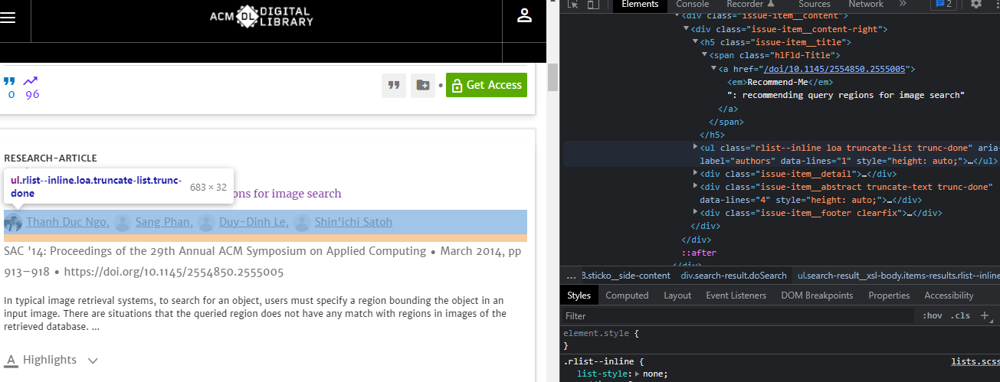 ACM DL DIGITAL LIBRARY
0 96
• Get Access
RESEARCH-ARTICLE
ul.rlist--inline.loa.truncate-list.trunc-
done
683 × 32
ons for image search
Thanh Duc Ngo, Sang Phan, Duy-Dinh Le, Shin'ichi Satoh
SAC '14: Proceedings of the 29th Annual ACM Symposium on Applied Computing • March 2014, pp
913–918 • https://doi.org/10.1145/2554850.2555005
In typical image retrieval systems, to search for an object, users must specify a region bounding the object in an
input image. There are situations that the queried region does not have any match with regions in images of the
retrieved database. ...
A Highlights
Elements Console Recorder Sources Network » 2
<div class="issue-item__content">
<div class="issue-item__content-right">
<h5 class="issue-item__title">
<span class="hlFld-Title">
<a href="/doi/10.1145/2554850.2555005">
<em>Recommend-Me</em>
": recommending query regions for image search"
</a>
</span>
</h5>
<ul class="rlist--inline loa truncate-list trunc-done" aria-
label="authors" data-lines="1" style="height: auto;">…</ul>
<div class="issue-item__detail">…</div>
<div class="issue-item__abstract truncate-text trunc-done"
data-lines="4" style="height: auto;">…</div>
<div class="issue-item__footer clearfix">…</div>
</div>
</div>
::after
</div>
... 8.sticko__side-content div.search-result.doSearch ul.search-result__xsl-body.items-results.rlist--inline
Styles Computed Layout Event Listeners DOM Breakpoints Properties Accessibility
Filter :hov .cls +
element.style {
}
.rlist--inline { lists.scss
list-style: none;